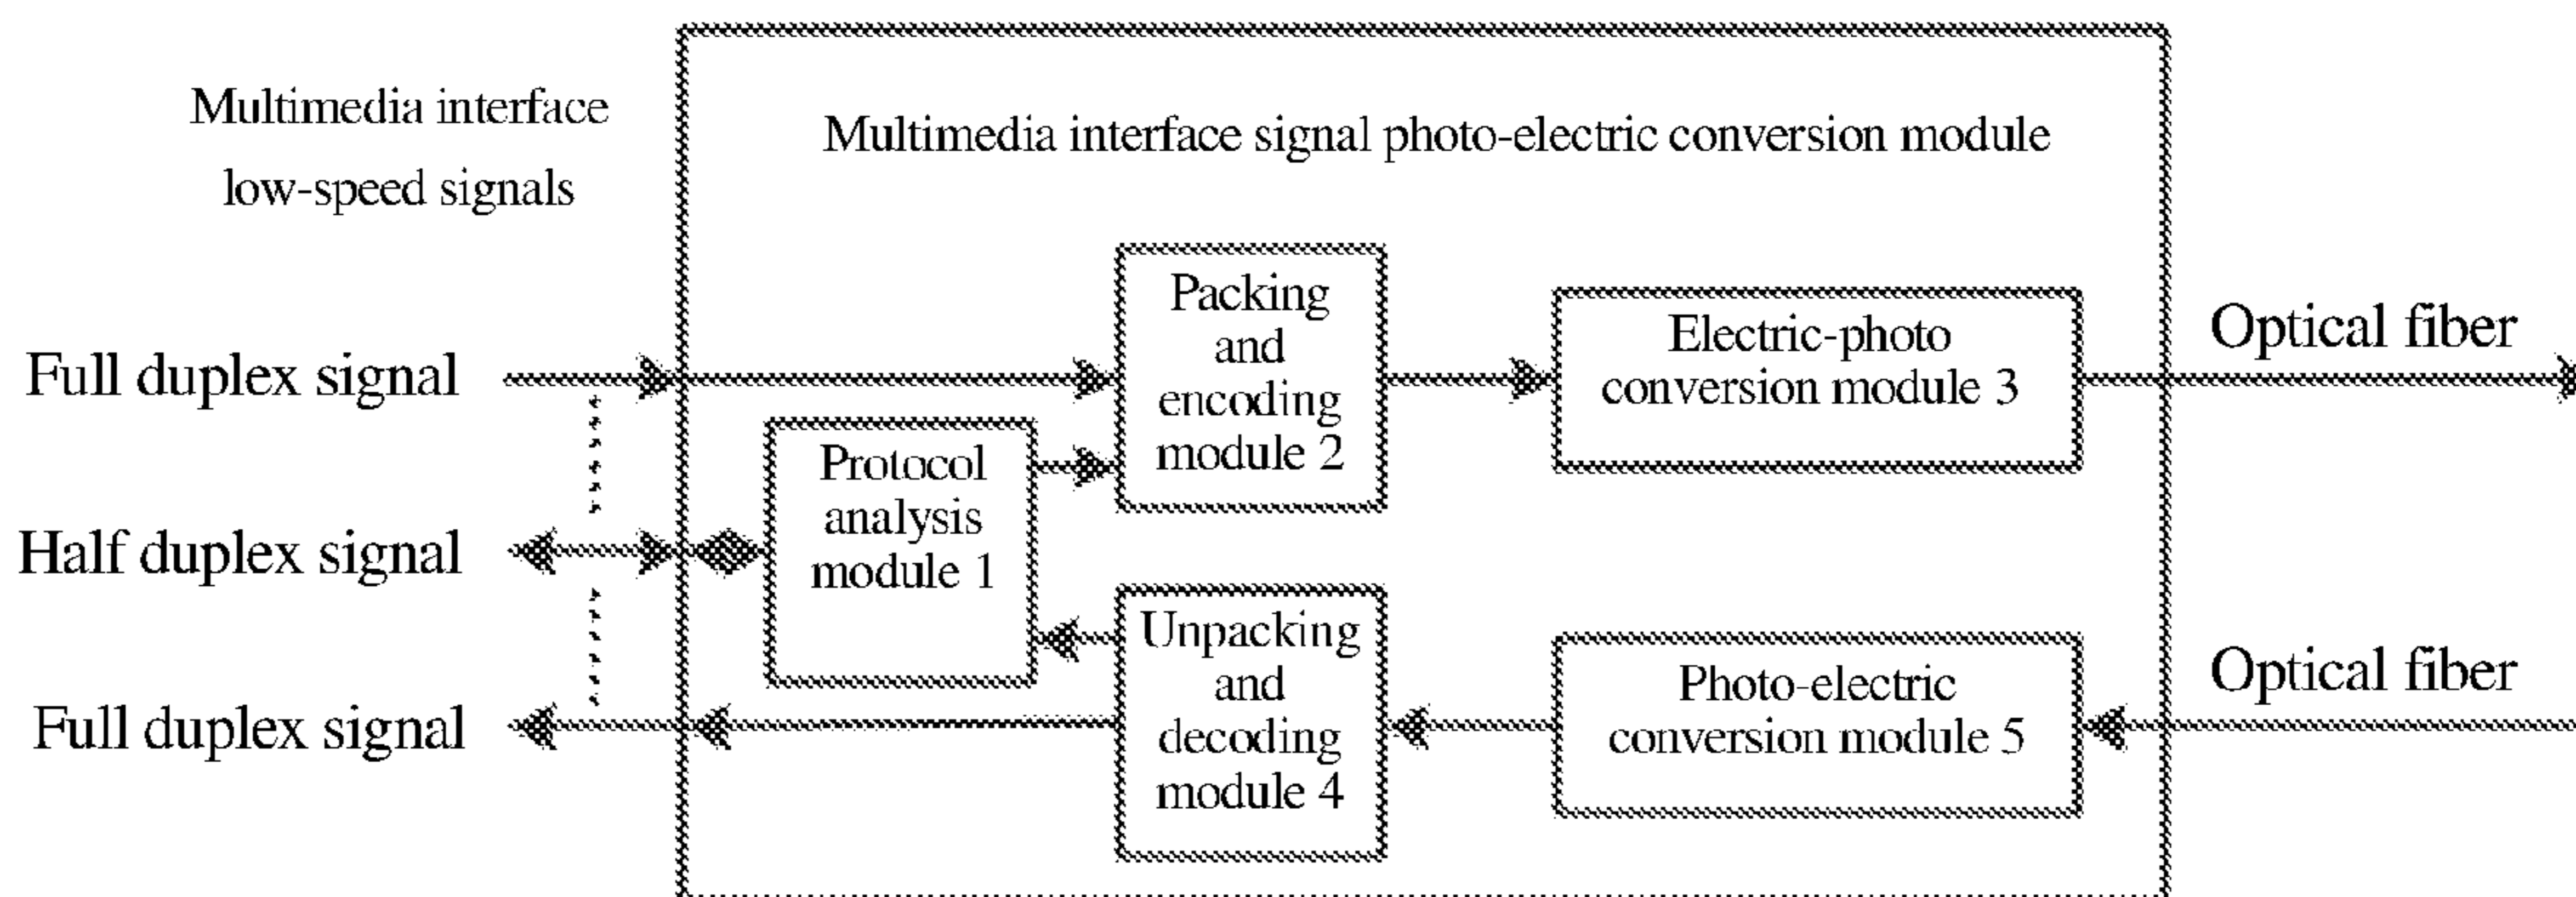 Multimedia interface
low-speed signals
Multimedia interface signal photo-electric conversion module
Full duplex signal
Half duplex signal
Full duplex signal
Protocol
analysis
module 1
Packing
and
encoding
module 2
Electric-photo
conversion module 3
Optical fiber
Unpacking
and
decoding
module 4
Photo-electric
conversion module 5
Optical fiber